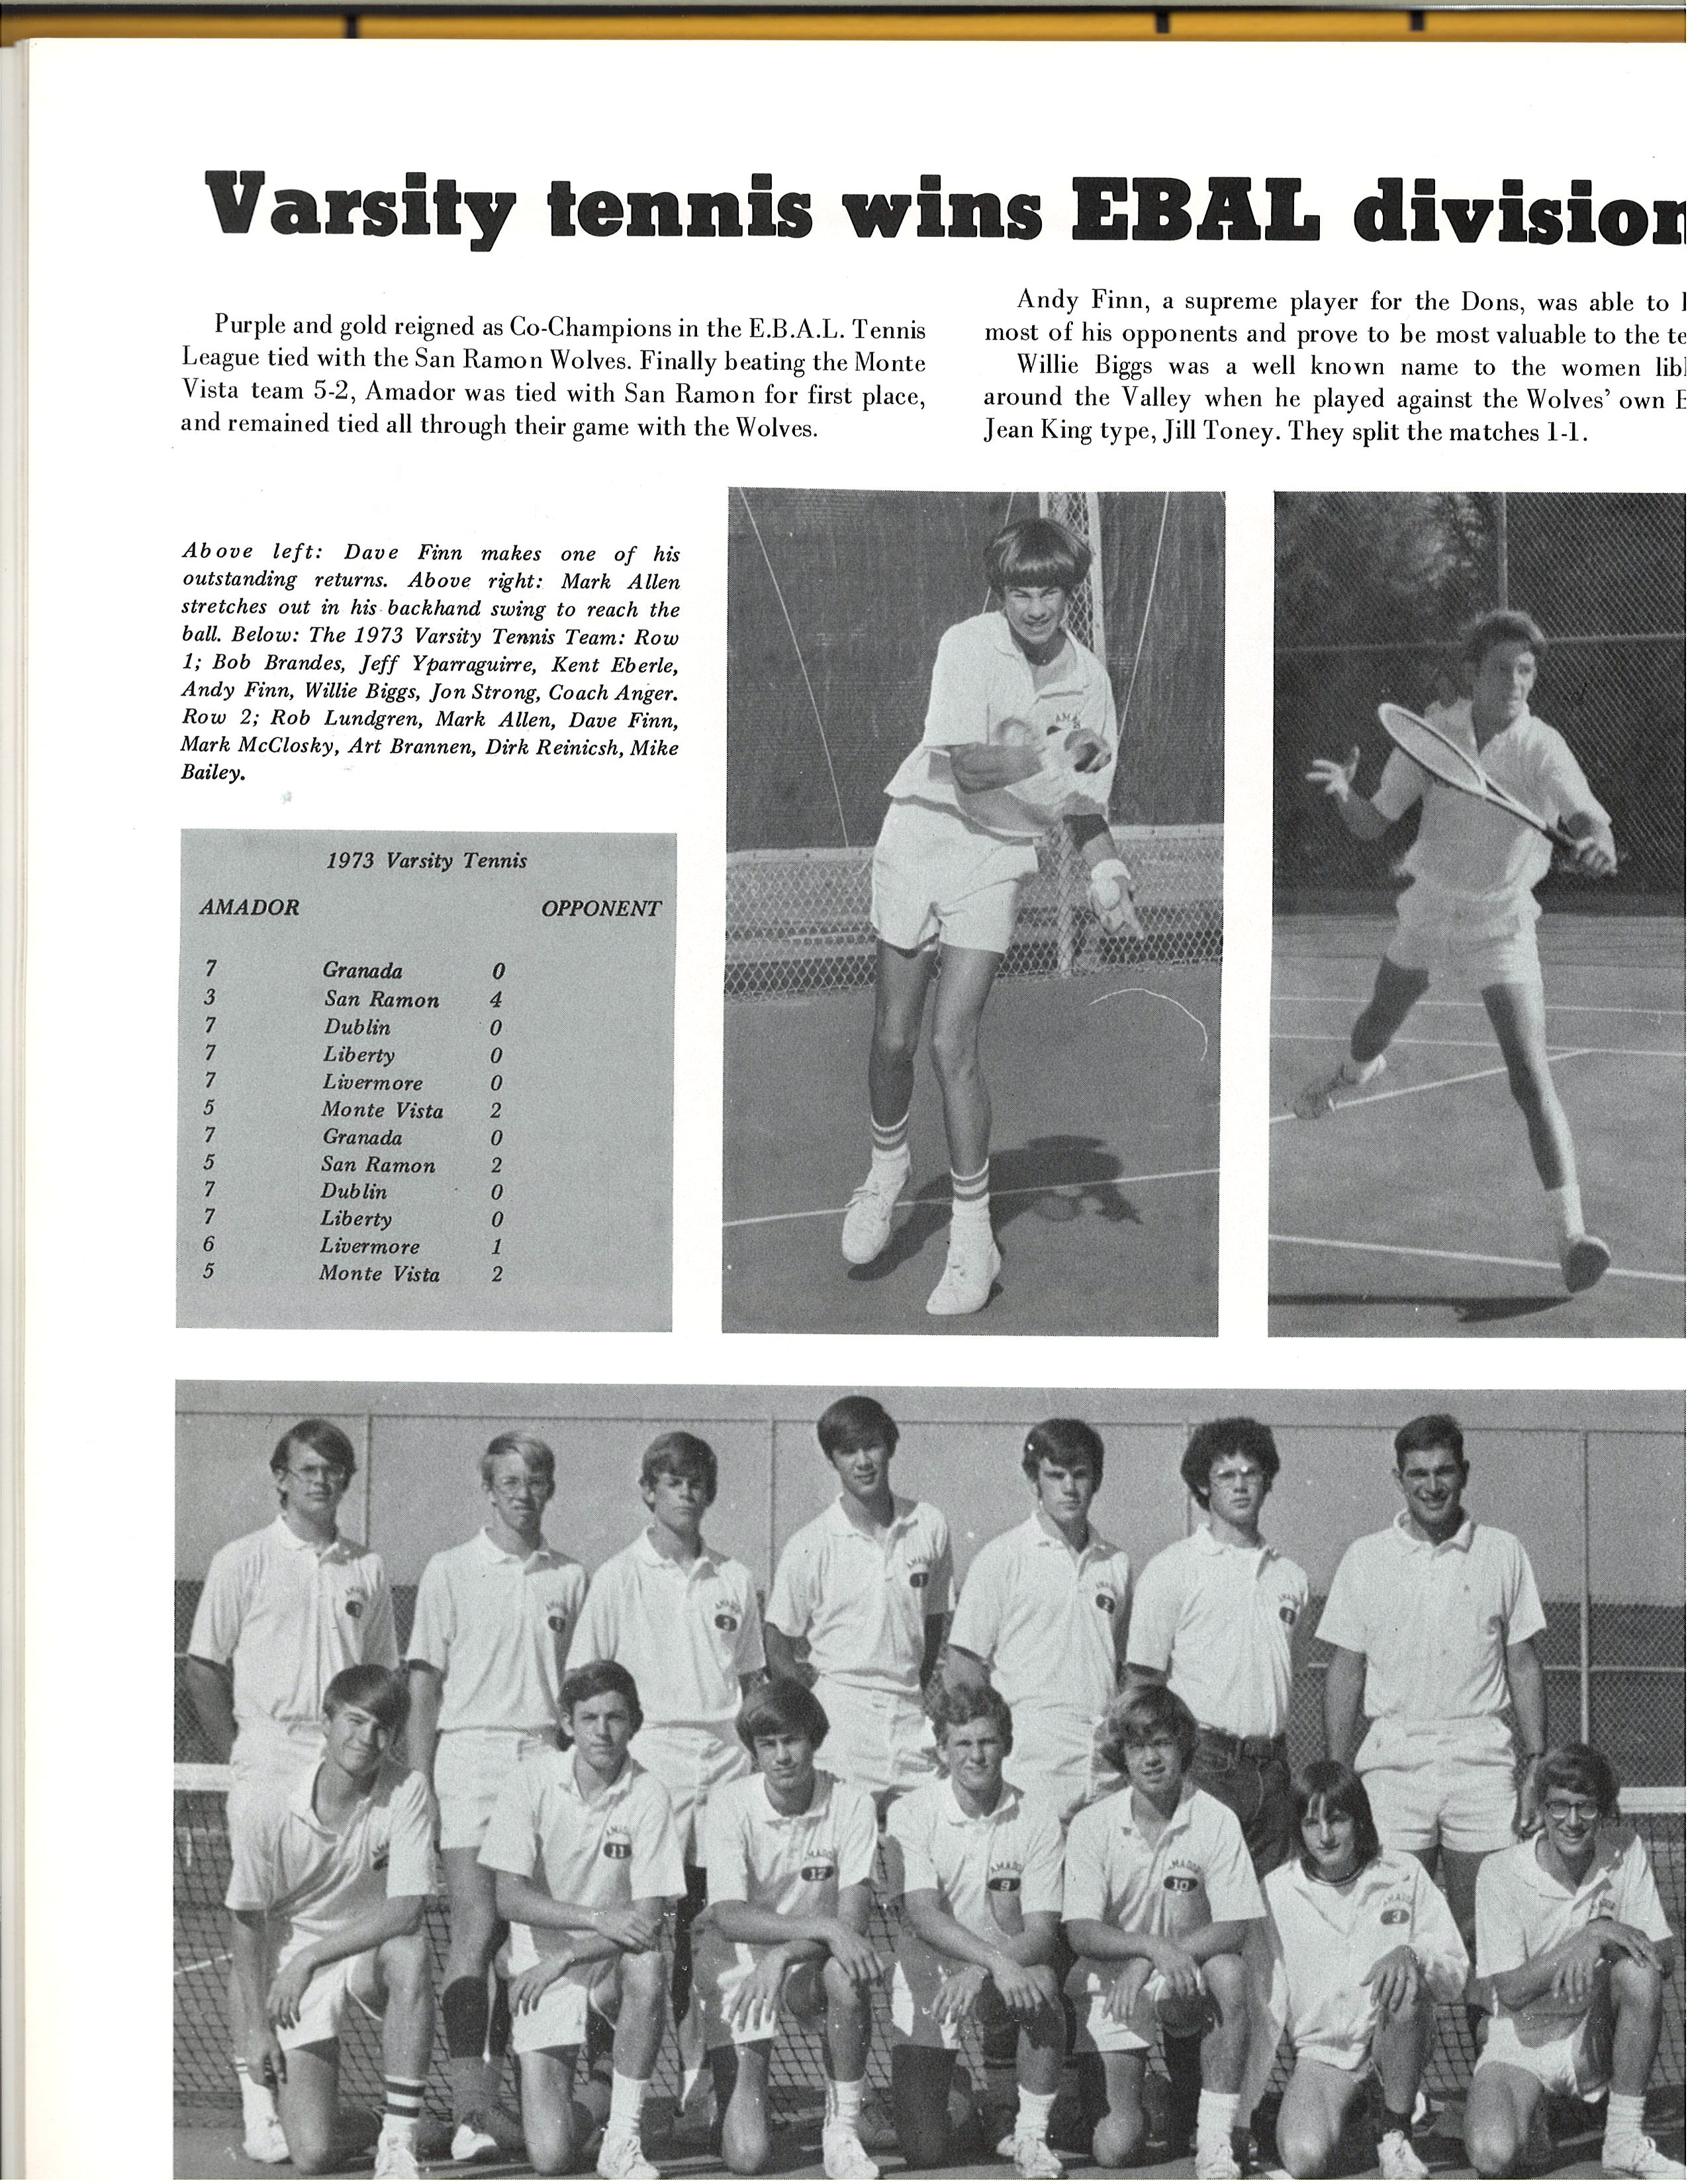 Varsity tennis wins EBAL division
Purple and gold reigned as Co-Champions in the E.B.A.L. Tennis
League tied with the San Ramon Wolves. Finally beating the Monte
Vista team 5-2, Amador was tied with San Ramon for first place,
and remained tied all through their game with the Wolves.
Andy Finn, a supreme player for the Dons, was able to
most of his opponents and prove to be most valuable to the
Willie Biggs was a well known name to the women
around the Valley when he played against the Wolves' own
Jean King type, Jill Toney. They split the matches 1-1.
Above left: Dave Finn makes one of his
outstanding returns. Above right: Mark Allen
stretches out in his backhand swing to reach the
ball. Below: The 1973 Varsity Tennis Team: Row
1; Bob Brandes, Jeff Yparraguirre, Kent Eberle,
Andy Finn, Willie Biggs, Jon Strong, Coach Anger.
Row 2; Rob Lundgren, Mark Allen, Dave Finn,
Mark McClosky, Art Brannen, Dirk Reinicsh, Mike
Bailey.
1973 Varsity Tennis
AMADOR OPPONENT
7 Granada 0
3 San Ramon 4
7 Dublin 0
7 Liberty 0
7 Livermore 0
5 Monte Vista 2
7 Granada 0
5 San Ramon 2
7 Dublin 0
7 Liberty 0
6 Livermore 1
5 Monte Vista 2
11
12
AMADOR
9
AMADOR
10
3